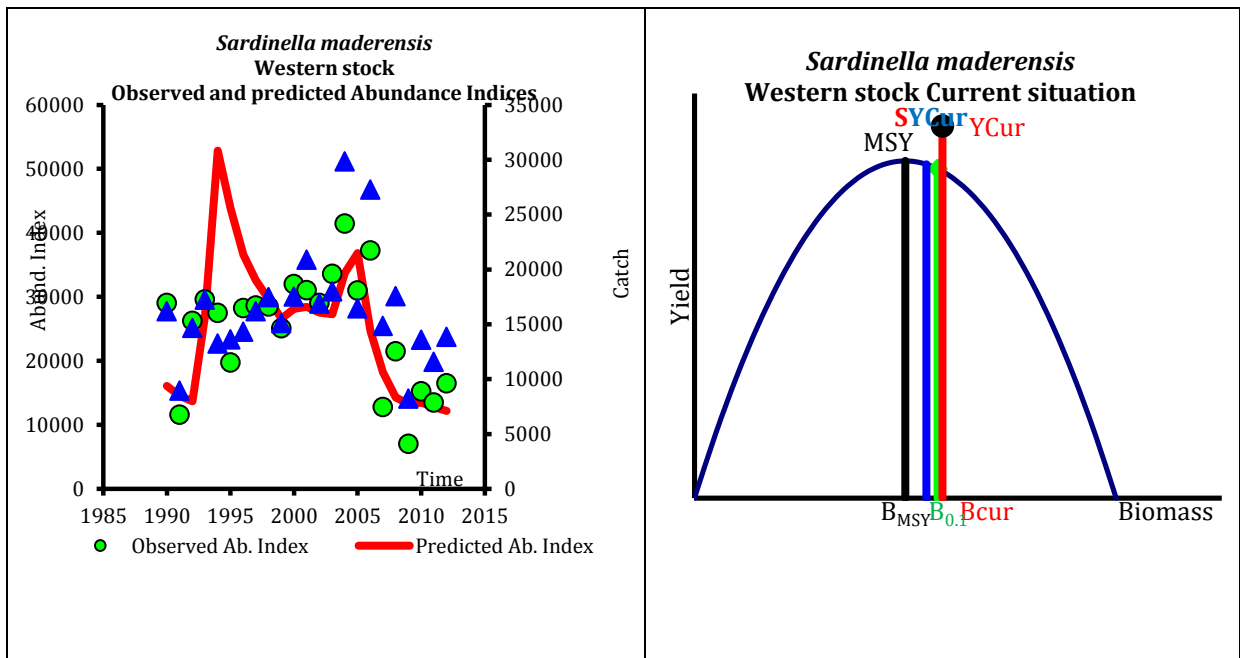 Sardinella maderensis
Western stock
Observed and predicted Abundance Indices
60000
50000
40000
30000
20000
10000
0
Abund. Index
35000
30000
25000
20000
15000
10000
5000
0
Catch
Time
1985 1990 1995 2000 2005 2010 2015
Observed Ab. Index Predicted Ab. Index
Sardinella maderensis
Western stock Current situation
SYCur
YCur
MSY
Yield
BMSY B0.1 Bcur Biomass